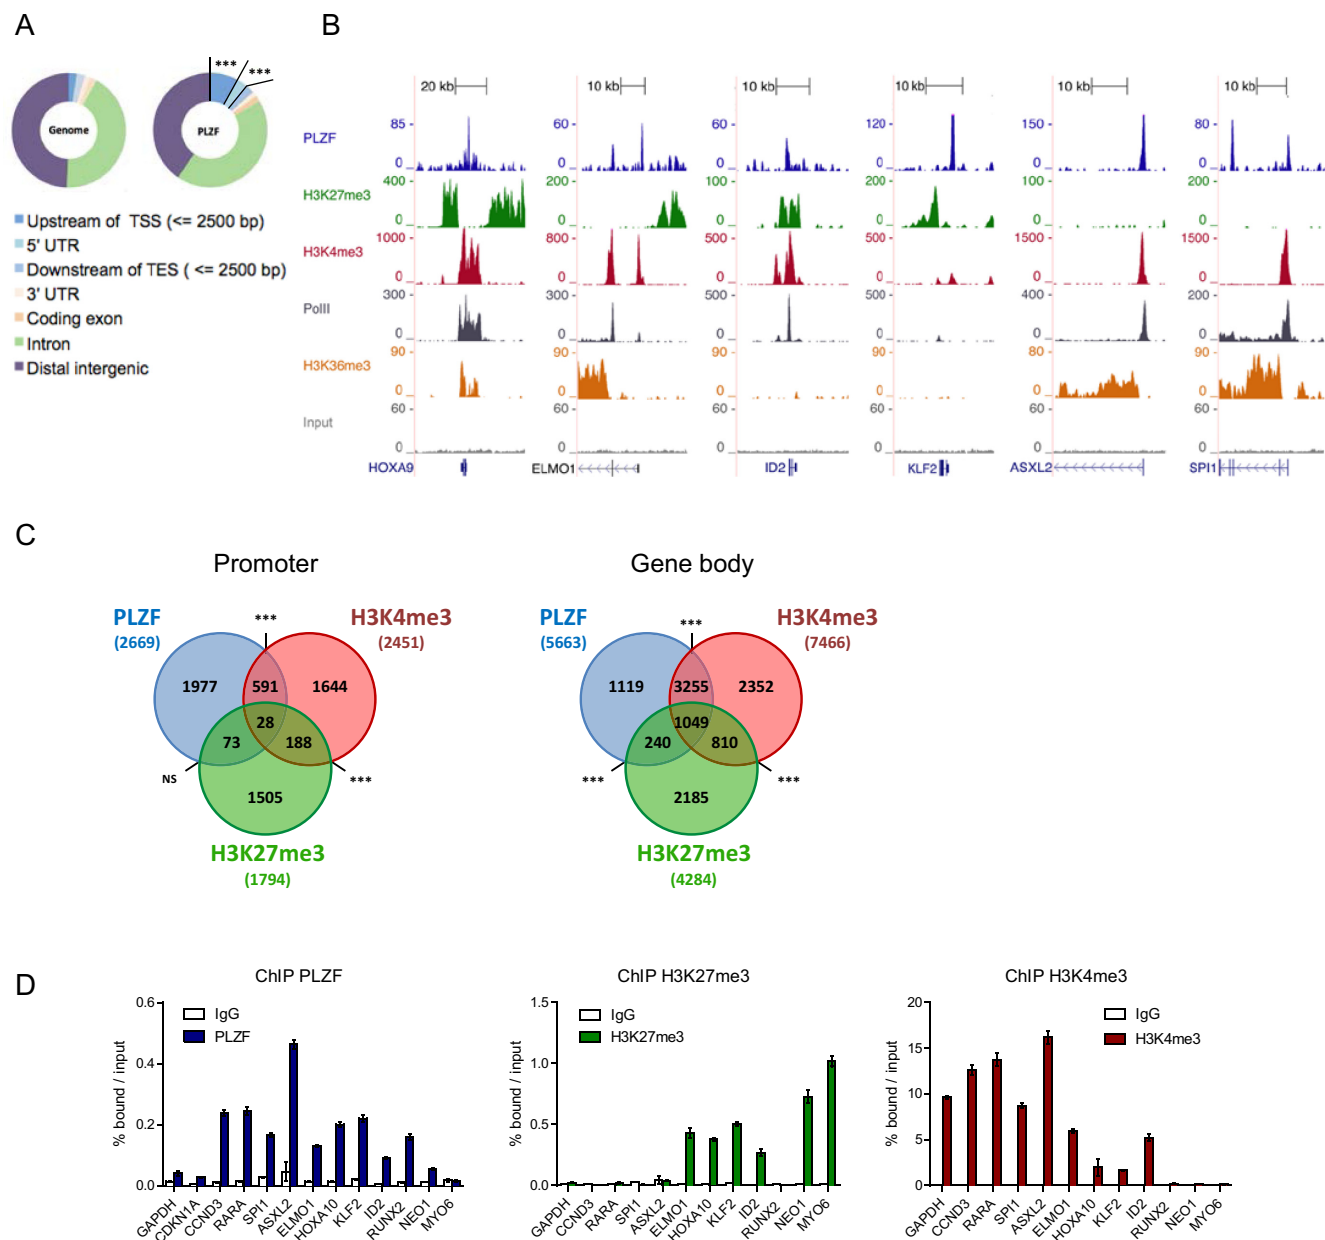 A
B
Genome
PLZF
***
***
Upstream of TSS (<= 2500 bp)
5' UTR
Downstream of TES ( <= 2500 bp)
3' UTR
Coding exon
Intron
Distal intergenic
20 kb
10 kb
10 kb
10 kb
10 kb
10 kb
PLZF
85
0
60
0
60
0
120
0
150
0
80
0
H3K27me3
400
0
200
0
100
0
200
0
100
0
200
0
H3K4me3
1000
0
800
0
500
0
500
0
1500
0
1500
0
PolII
300
0
300
0
500
0
500
0
400
0
200
0
H3K36me3
90
0
90
0
90
0
90
0
80
0
90
0
Input
60
0
60
0
60
0
60
0
60
0
60
0
HOXA9
ELMO1
ID2
KLF2
ASXL2
SPI1
C
Promoter
PLZF
(2669)
***
H3K4me3
(2451)
1977
591
1644
28
73
188
NS
***
1505
H3K27me3
(1794)
Gene body
PLZF
(5663)
***
H3K4me3
(7466)
1119
3255
2352
1049
240
810
***
***
2185
H3K27me3
(4284)
D
ChIP PLZF
% bound / input
0.6
0.4
0.2
0.0
IgG
PLZF
GAPDH
CDKN1A
CCND3
RARA
SPI1
ASXL2
ELMO1
HOXA10
KLF2
ID2
RUNX2
NEO1
MYO6
ChIP H3K27me3
% bound / input
1.5
1.0
0.5
0.0
IgG
H3K27me3
GAPDH
CCND3
RARA
SPI1
ASXL2
ELMO1
HOXA10
KLF2
ID2
RUNX2
NEO1
MYO6
ChIP H3K4me3
% bound / input
20
15
10
5
0
IgG
H3K4me3
GAPDH
CCND3
RARA
SPI1
ASXL2
ELMO1
HOXA10
KLF2
ID2
RUNX2
NEO1
MYO6